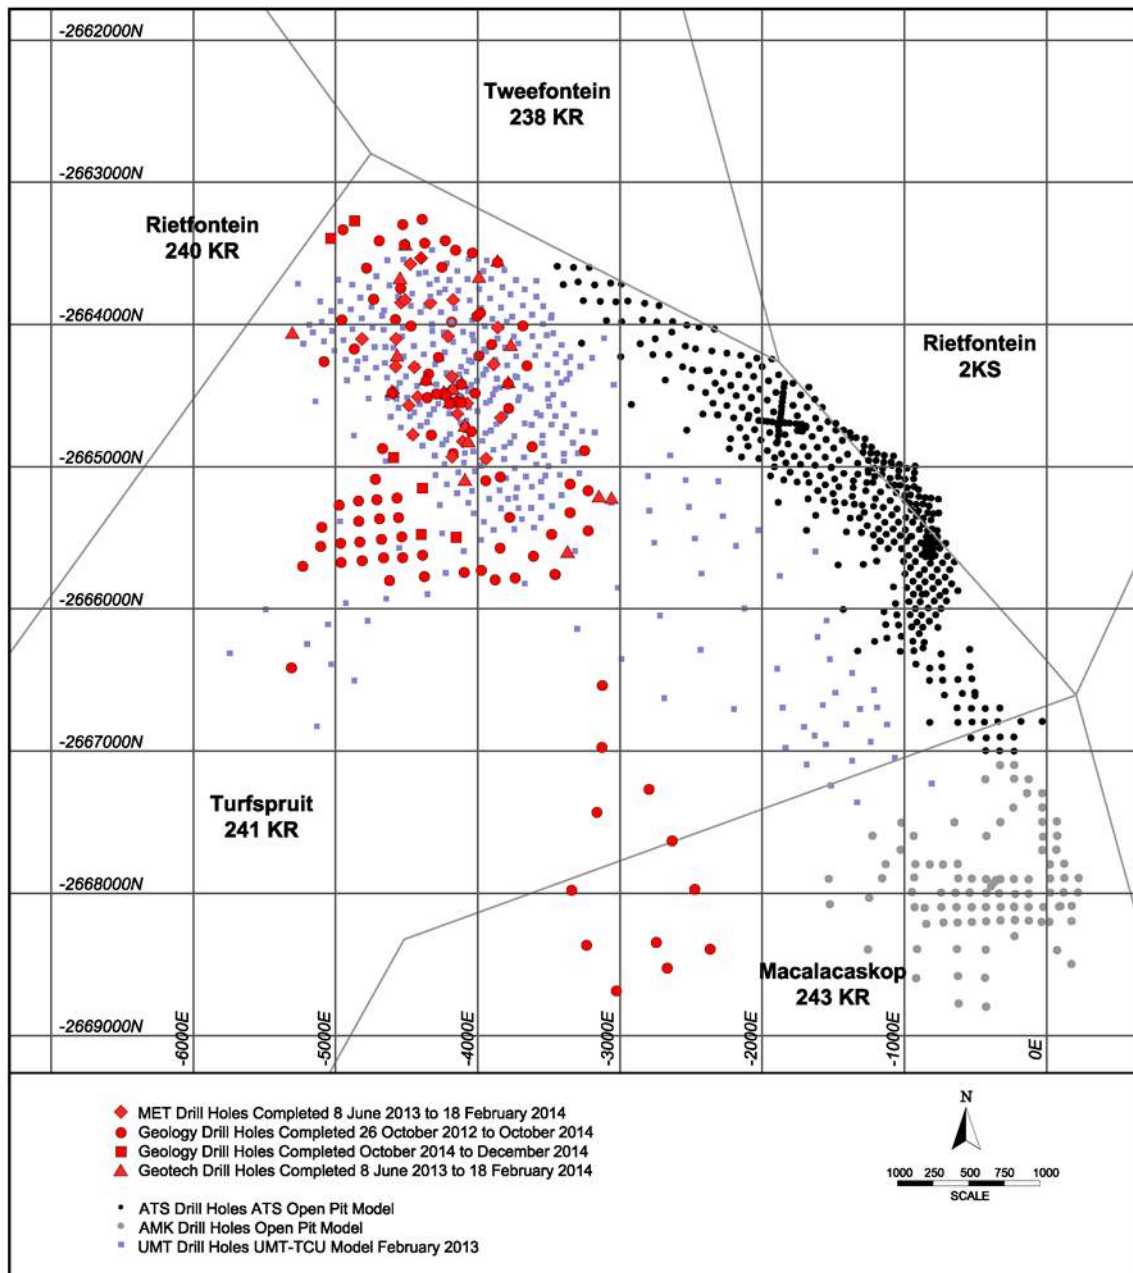 -2662000N
Tweefontein
238 KR
-2663000N
Rietfontein
240 KR
-2664000N
Rietfontein
2KS
-2665000N
-2666000N
-2667000N
Turfspruit
241 KR
-2668000N
Macalacaskop
243 KR
-2669000N
-6000E
-5000E
-4000E
-3000E
-2000E
-1000E
0E
MET Drill Holes Completed 8 June 2013 to 18 February 2014
Geology Drill Holes Completed 26 October 2012 to October 2014
Geology Drill Holes Completed October 2014 to December 2014
Geotech Drill Holes Completed 8 June 2013 to 18 February 2014
ATS Drill Holes ATS Open Pit Model
AMK Drill Holes Open Pit Model
UMT Drill Holes UMT-TCU Model February 2013
N
1000 250 500 750 1000
SCALE